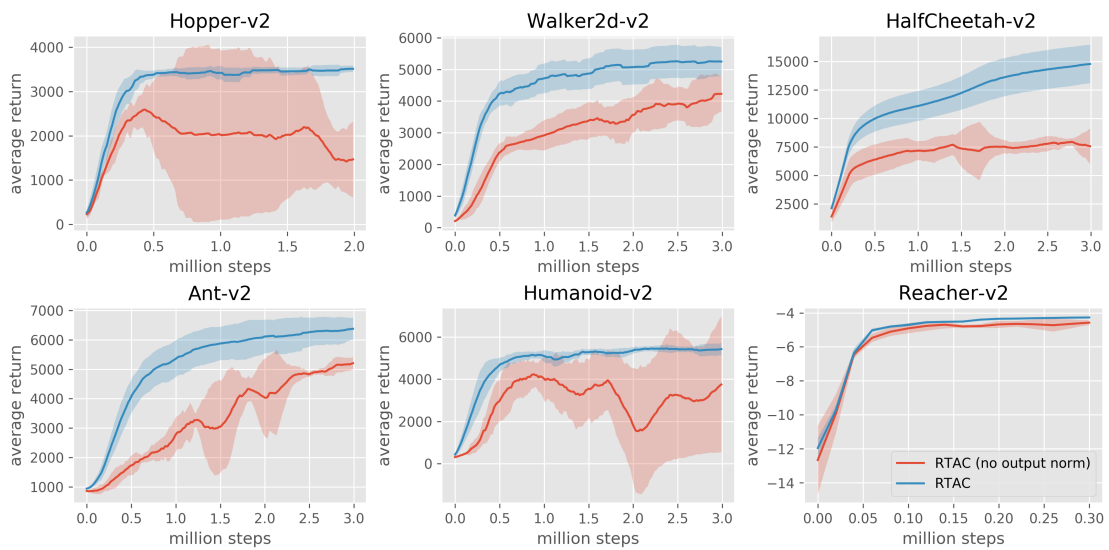 Hopper-v2
average return
4000
3000
2000
1000
0
0.0 0.5 1.0 1.5 2.0
million steps
Walker2d-v2
average return
6000
5000
4000
3000
2000
1000
0
0.0 0.5 1.0 1.5 2.0 2.5 3.0
million steps
HalfCheetah-v2
average return
15000
12500
10000
7500
5000
2500
0.0 0.5 1.0 1.5 2.0 2.5 3.0
million steps
Ant-v2
average return
7000
6000
5000
4000
3000
2000
1000
0.0 0.5 1.0 1.5 2.0 2.5 3.0
million steps
Humanoid-v2
average return
6000
4000
2000
0
0.0 0.5 1.0 1.5 2.0 2.5 3.0
million steps
Reacher-v2
average return
−4
−6
−8
−10
−12
−14
RTAC (no output norm)
RTAC
0.00 0.05 0.10 0.15 0.20 0.25 0.30
million steps